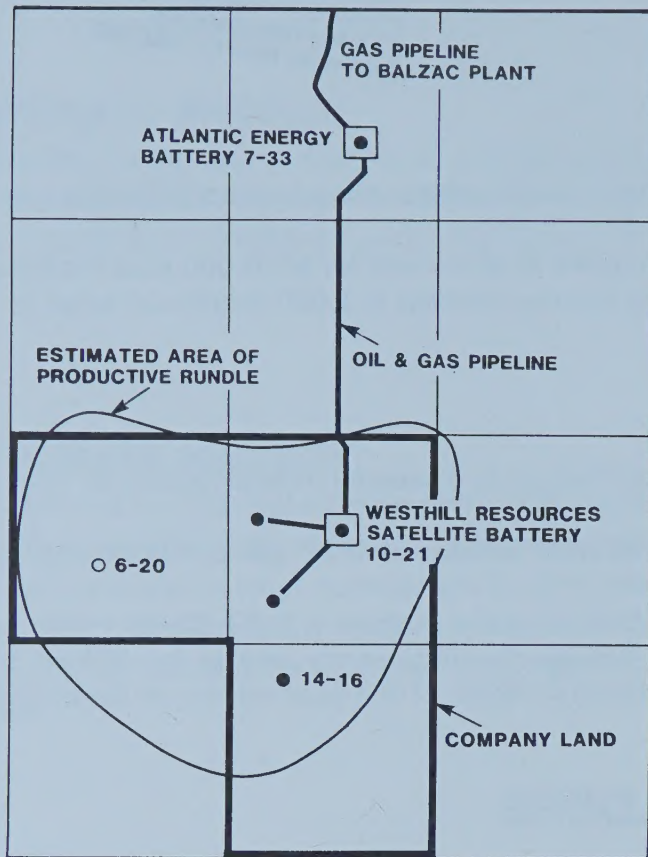 GAS PIPELINE
TO BALZAC PLANT
ATLANTIC ENERGY
BATTERY 7-33
ESTIMATED AREA OF
PRODUCTIVE RUNDLE
OIL & GAS PIPELINE
WESTHILL RESOURCES
SATELLITE BATTERY
10-21
6-20
14-16
COMPANY LAND